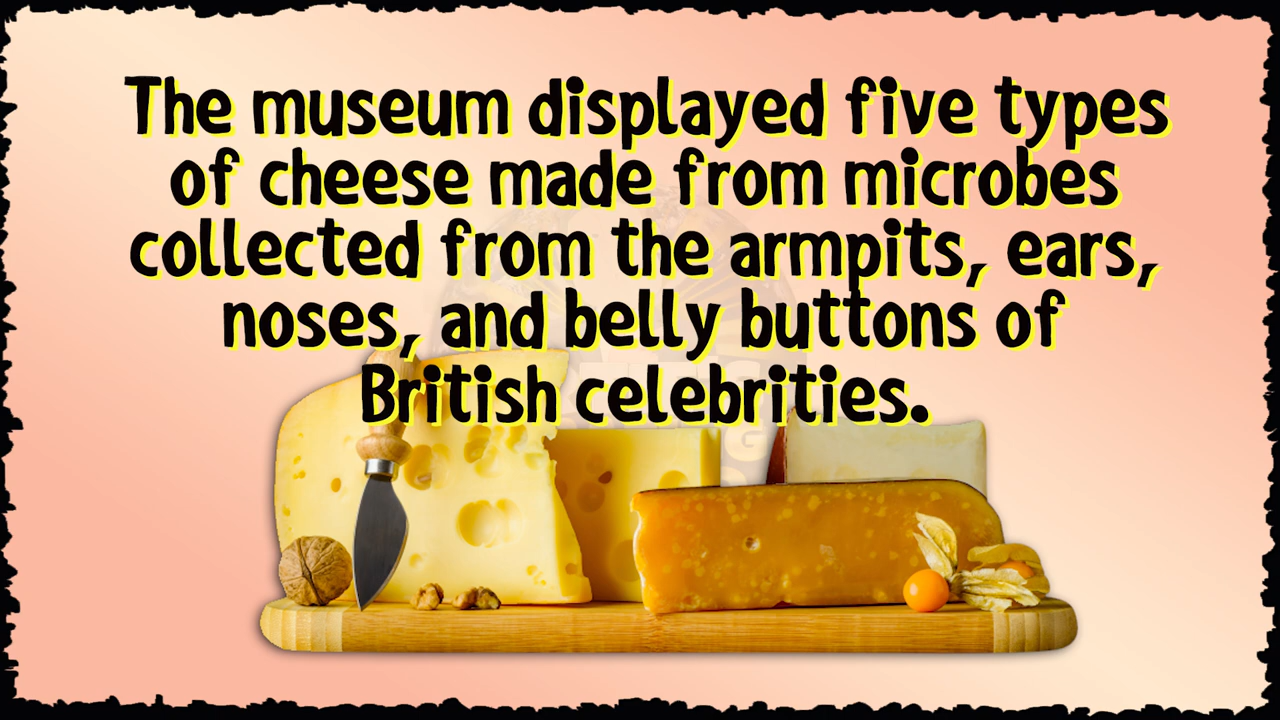 The museum displayed five types
of cheese made from microbes
collected from the armpits, ears,
noses, and belly buttons of
British celebrities.